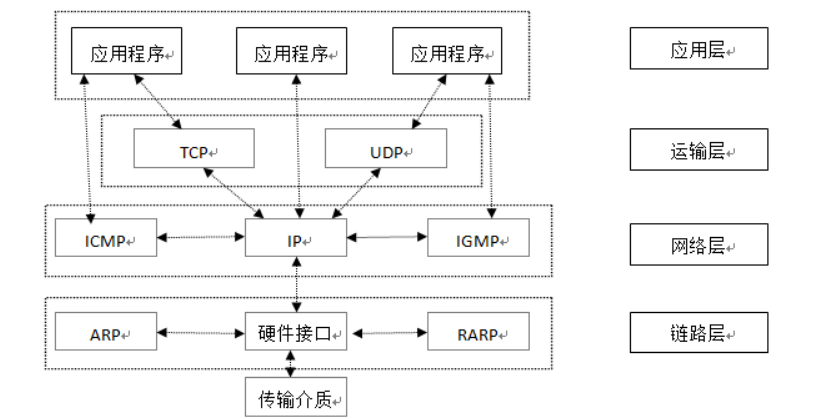 应用程序 应用程序 应用程序 应用层
TCP UDP 运输层
ICMP IP IGMP 网络层
ARP 硬件接口 RARP 链路层
传输介质